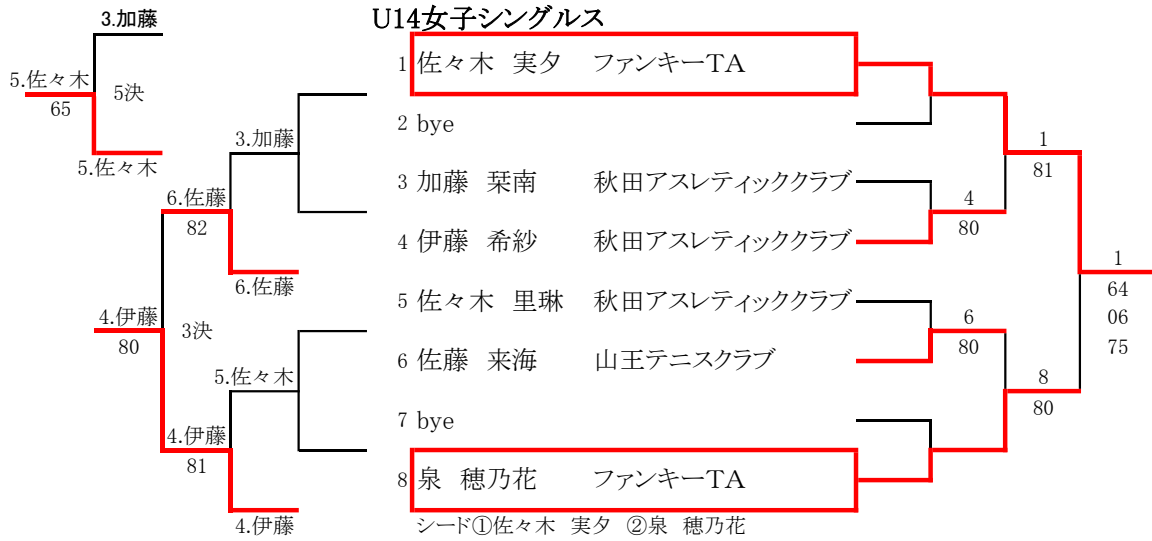 U14女子シングルス
3.加藤
5.佐々木
65
5決
5.佐々木
3.加藤
6.佐藤
82
6.佐藤
4.伊藤
80
3決
5.佐々木
4.伊藤
81
4.伊藤
1 佐々木 実夕 ファンキーTA
2 bye
3 加藤 栞南 秋田アスレティッククラブ
4 伊藤 希紗 秋田アスレティッククラブ
5 佐々木 里琳 秋田アスレティッククラブ
6 佐藤 来海 山王テニスクラブ
7 bye
8 泉 穂乃花 ファンキーTA
シード①佐々木 実夕 ②泉 穂乃花
4
80
6
80
1
81
8
80
1
64
06
75